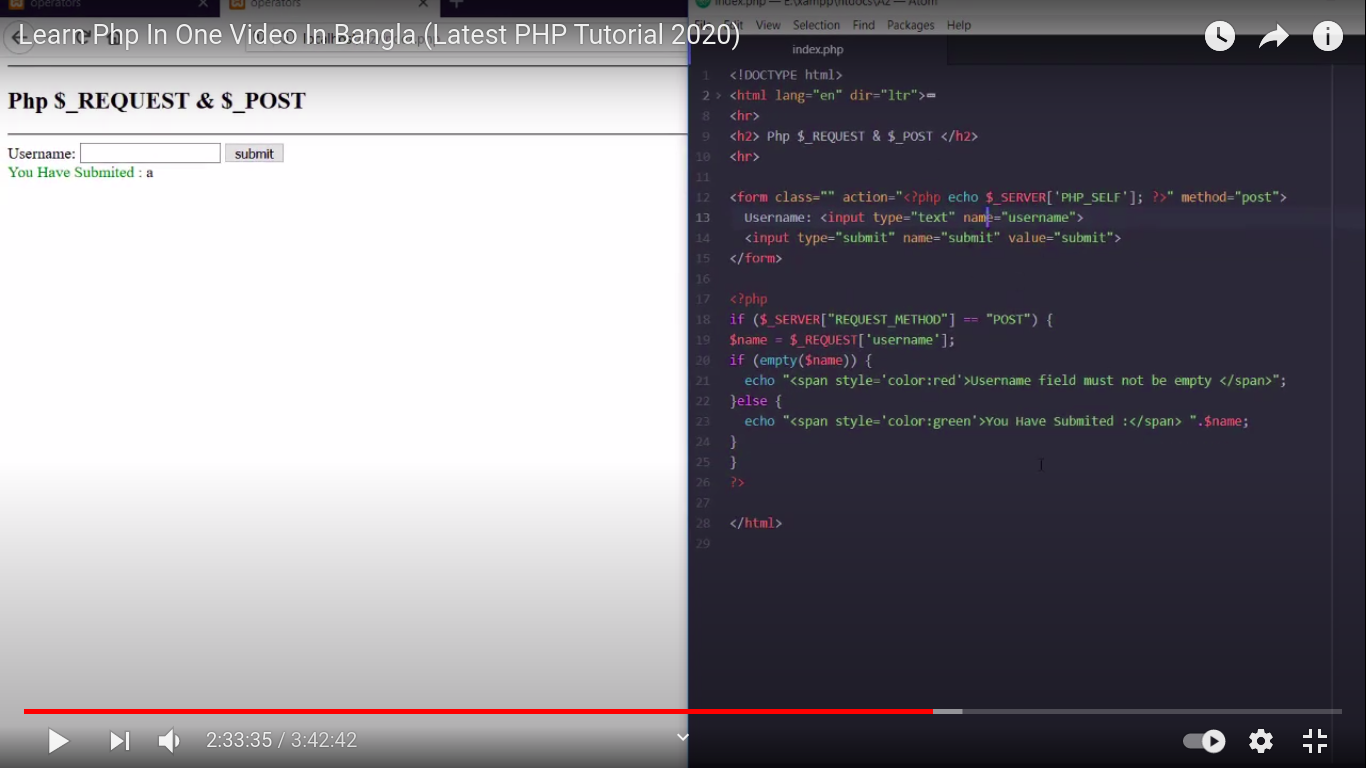 operators
operators
index.php — E:\xampp\htdocs\A2 — Atom
Learn Php In One Video In Bangla (Latest PHP Tutorial 2020)
File Edit View Selection Find Packages Help
index.php
Php $_REQUEST & $_POST
Username: submit
You Have Submited : a
1 <!DOCTYPE html>
2 > <html lang="en" dir="ltr">
8 <hr>
9 <h2> Php $_REQUEST & $_POST </h2>
10 <hr>
11
12 <form class="" action="<?php echo $_SERVER['PHP_SELF']; ?>" method="post">
13 Username: <input type="text" name="username">
14 <input type="submit" name="submit" value="submit">
15 </form>
16
17 <?php
18 if ($_SERVER["REQUEST_METHOD"] == "POST") {
19 $name = $_REQUEST['username'];
20 if (empty($name)) {
21 echo "<span style='color:red'>Username field must not be empty </span>";
22 }else {
23 echo "<span style='color:green'>You Have Submited :</span> ".$name;
24 }
25 }
26 ?>
27
28 </html>
29
2:33:35 / 3:42:42